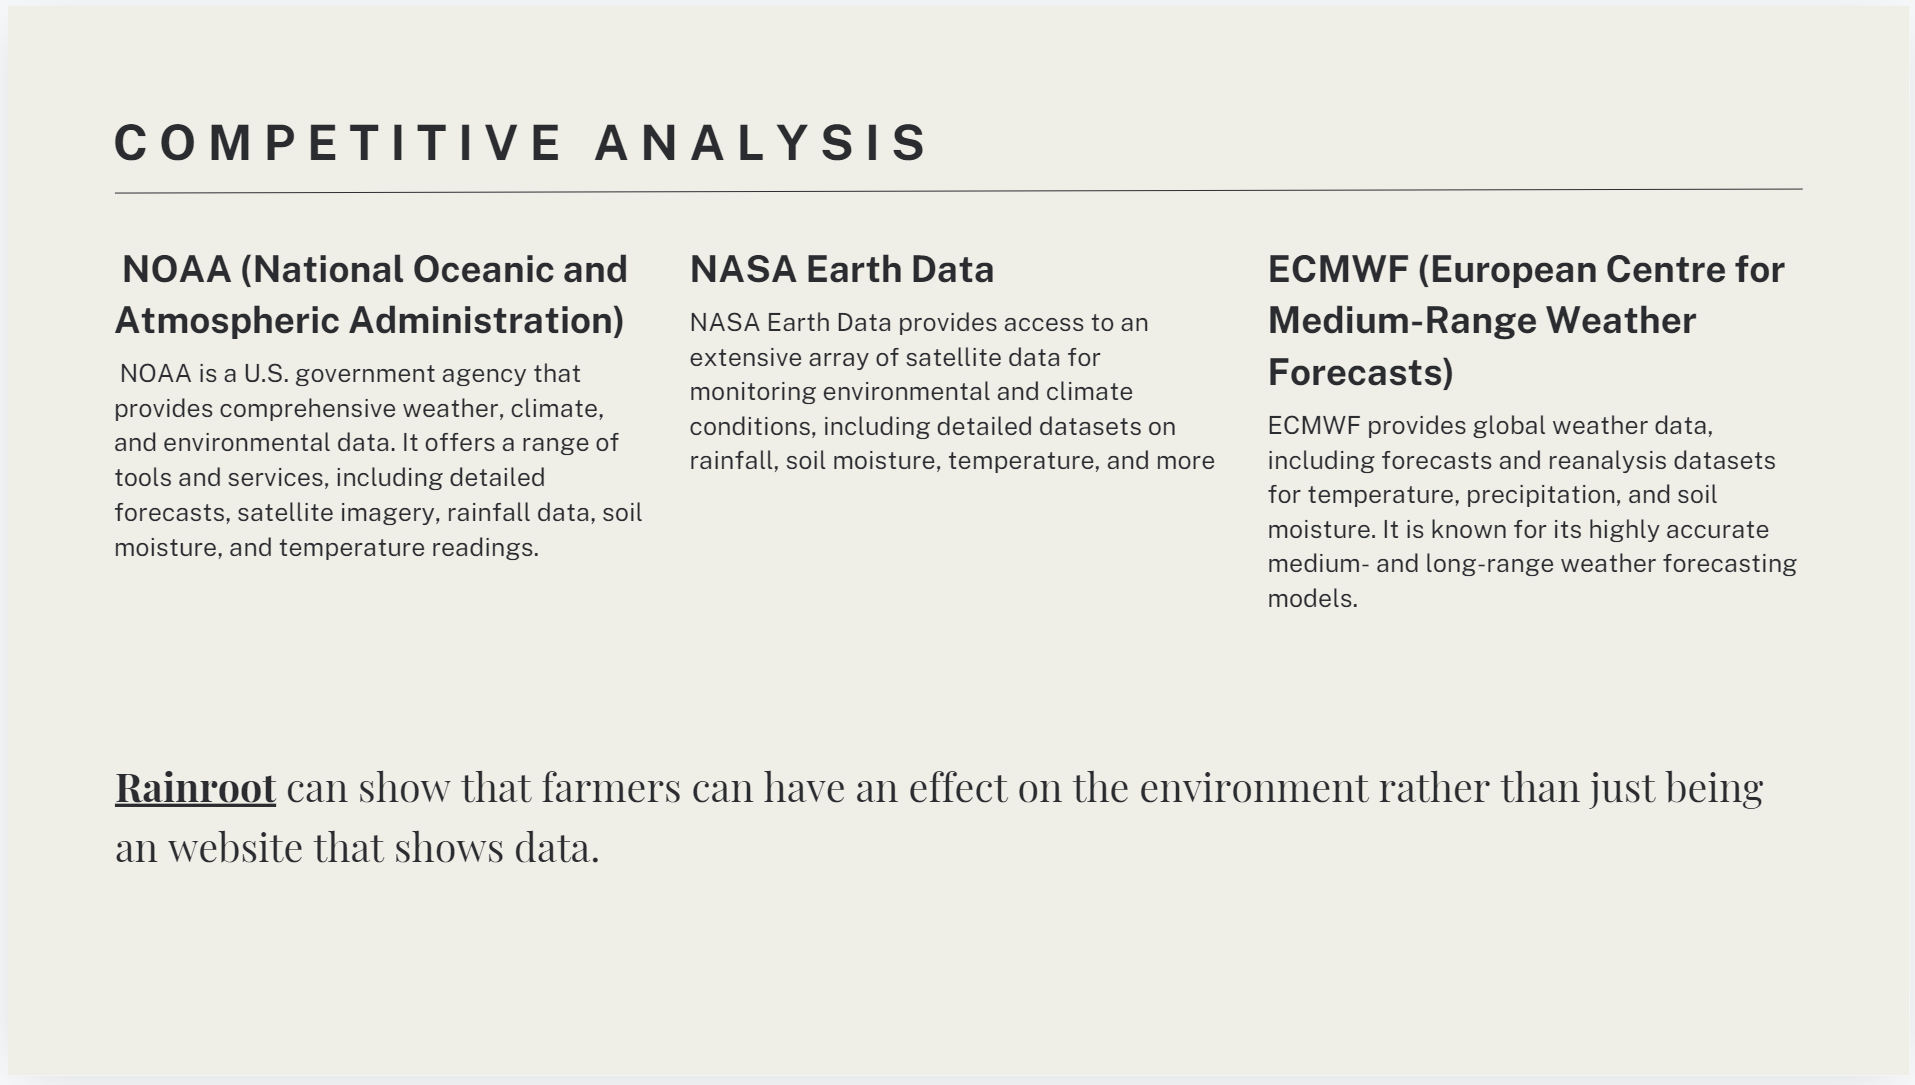 COMPETITIVE ANALYSIS
NOAA (National Oceanic and
Atmospheric Administration)
NOAA is a U.S. government agency that
provides comprehensive weather, climate,
and environmental data. It offers a range of
tools and services, including detailed
forecasts, satellite imagery, rainfall data, soil
moisture, and temperature readings.
NASA Earth Data
NASA Earth Data provides access to an
extensive array of satellite data for
monitoring environmental and climate
conditions, including detailed datasets on
rainfall, soil moisture, temperature, and more
ECMWF (European Centre for
Medium-Range Weather
Forecasts)
ECMWF provides global weather data,
including forecasts and reanalysis datasets
for temperature, precipitation, and soil
moisture. It is known for its highly accurate
medium- and long-range weather forecasting
models.
Rainroot can show that farmers can have an effect on the environment rather than just being
an website that shows data.